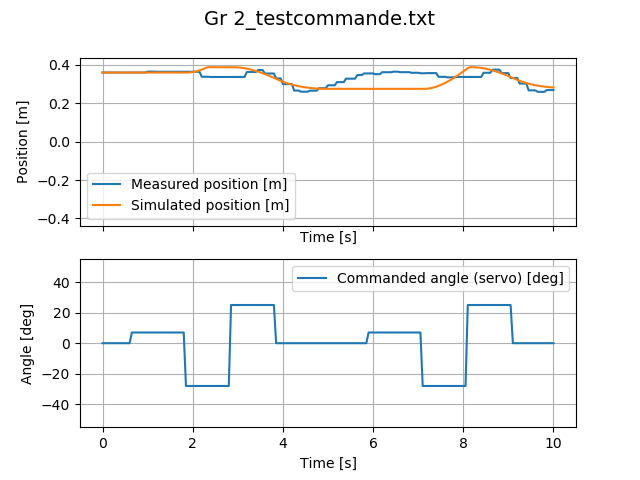 Gr 2_testcommande.txt
0.4
0.2
0.0
−0.2
−0.4
Position [m]
Measured position [m]
Simulated position [m]
Time [s]
40
20
0
−20
−40
Angle [deg]
Commanded angle (servo) [deg]
0 2 4 6 8 10
Time [s]